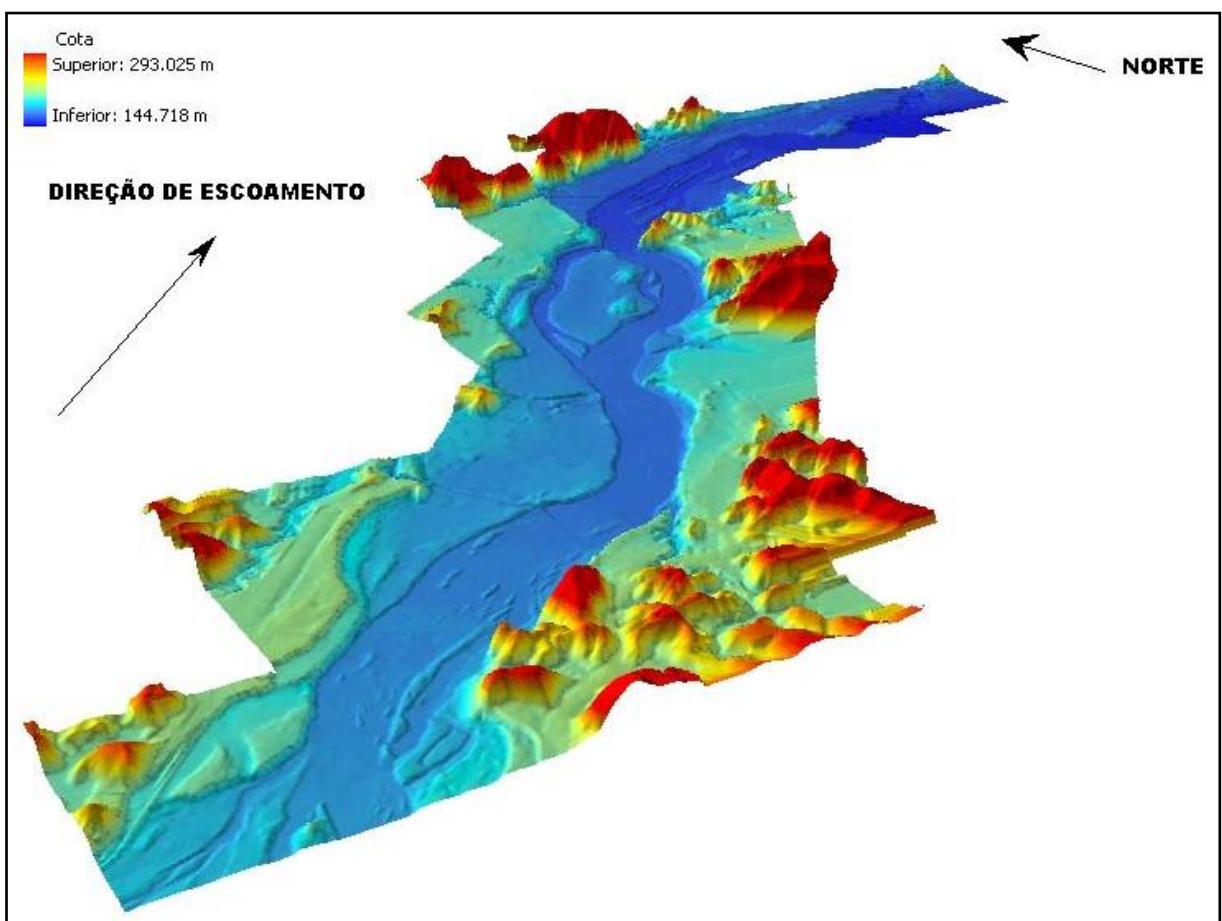 Cota
Superior: 293.025 m
Inferior: 144.718 m
NORTE
DIREÇÃO DE ESCOAMENTO